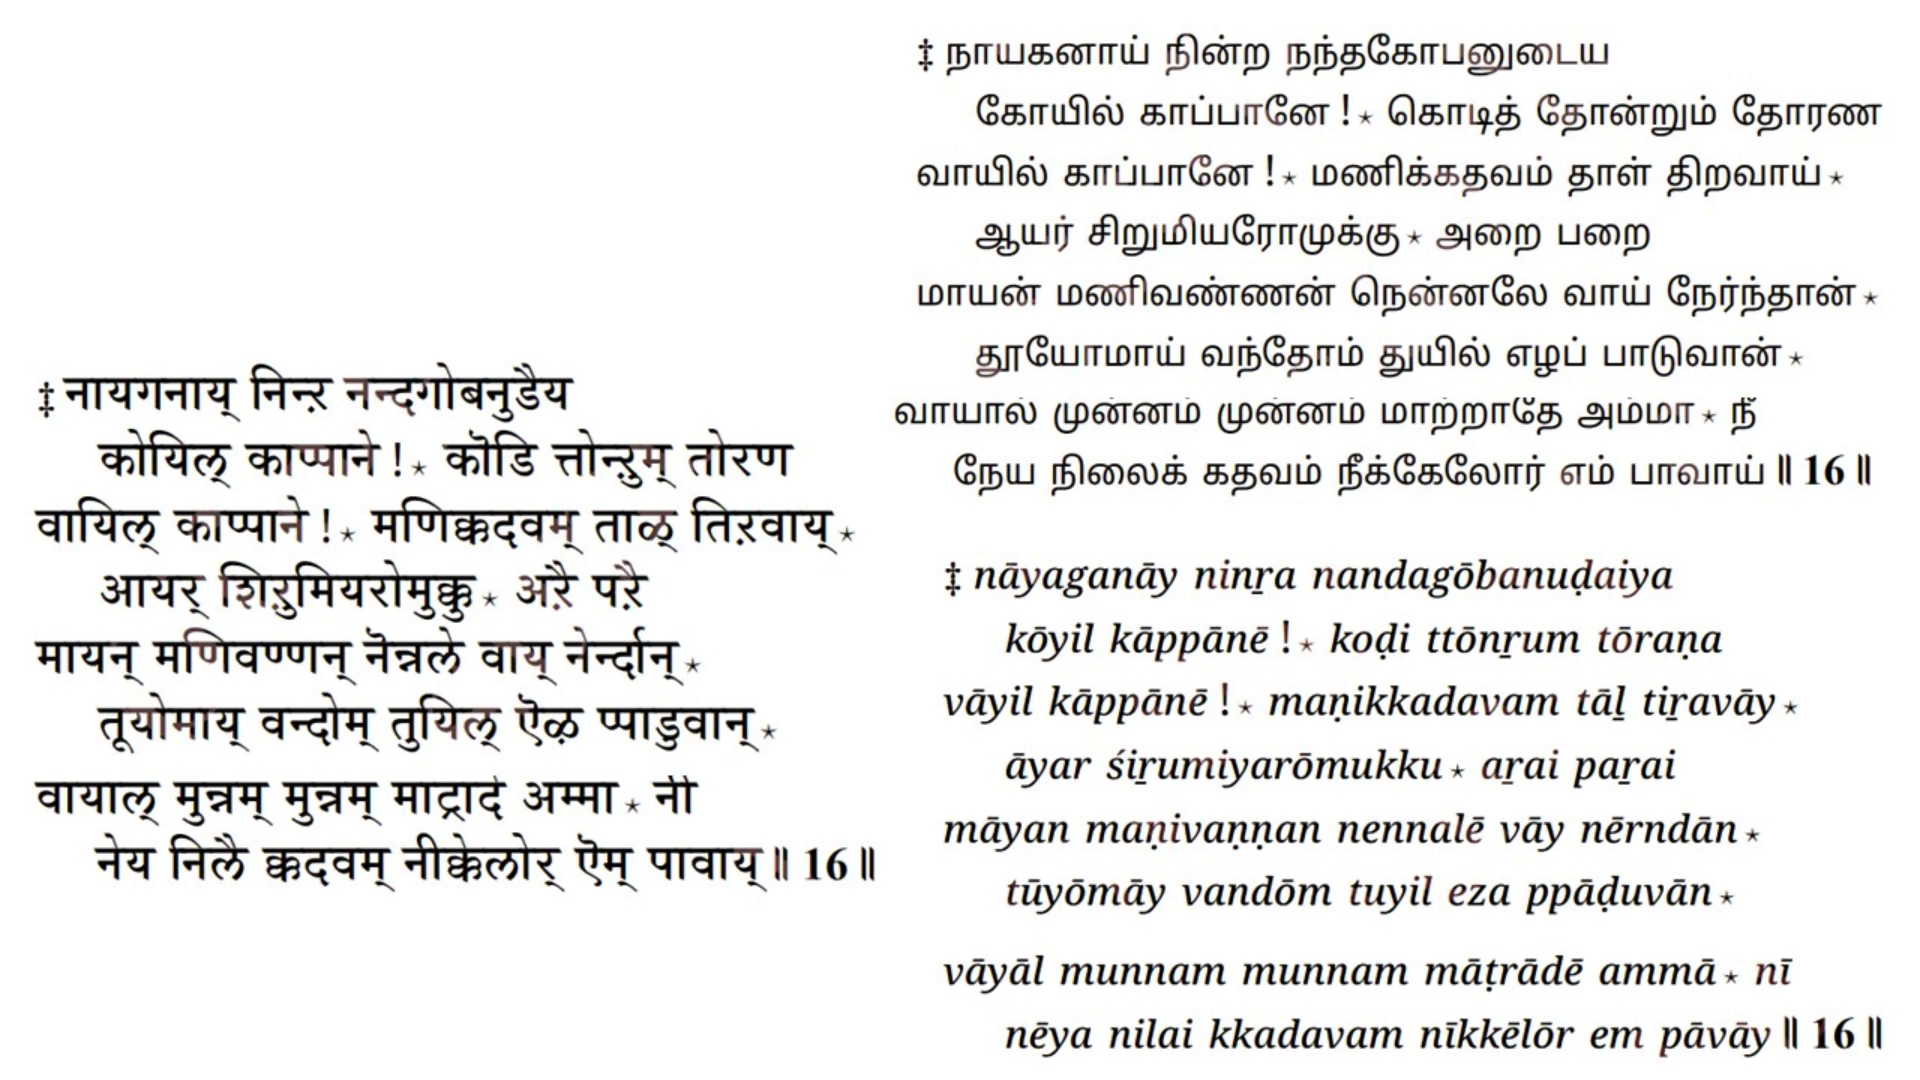 ‡ नायगनाय् निऩ्ऱ नन्दगोबनुडैय
कोयिल् काप्पाने !⋆ कॊडि त्तोन्ऱुम् तोरण
वायिल् काप्पाने !⋆ मणिक्कदवम् ताळ् तिऱवाय्⋆
आयर् शिऱुमियरोमुक्कु⋆ अऱै पऱै
मायन् मणिवण्णन् नॆन्नले वाय् नेर्न्दान्⋆
तूयोमाय् वन्दोम् तुयिल् ऎऴ प्पाडुवान्⋆
वायाल् मुन्नम् मुन्नम् माट्रादे अम्मा⋆ नी
नेय निलै क्कदवम् नीक्केलोर् ऎम् पावाय्॥ 16॥
‡ நாயகனாய் நின்ற நந்தகோபனுடைய
கோயில் காப்பானே !⋆ கொடித் தோன்றும் தோரண
வாயில் காப்பானே !⋆ மணிக்கதவம் தாள் திறவாய்⋆
ஆயர் சிறுமியரோமுக்கு⋆ அறை பறை
மாயன் மணிவண்ணன் நென்னலே வாய் நேர்ந்தான்⋆
தூயோமாய் வந்தோம் துயில் எழப் பாடுவான்⋆
வாயால் முன்னம் முன்னம் மாற்றாதே அம்மா⋆ நீ
நேய நிலைக் கதவம் நீக்கேலோர் எம் பாவாய்॥ 16॥
‡ nāyaganāy ninṟa nandagōbanuḍaiya
kōyil kāppānē !⋆ koḍi ttōnṟum tōraṇa
vāyil kāppānē !⋆ maṇikkadavam tāḻ tiṟavāy⋆
āyar śiṟumiyarōmukku⋆ aṟai paṟai
māyan maṇivaṇṇan nennalē vāy nērndān⋆
tūyōmāy vandōm tuyil eza ppāḍuvān⋆
vāyāl munnam munnam māṭrādē ammā⋆ nī
nēya nilai kkadavam nīkkēlōr em pāvāy॥ 16॥